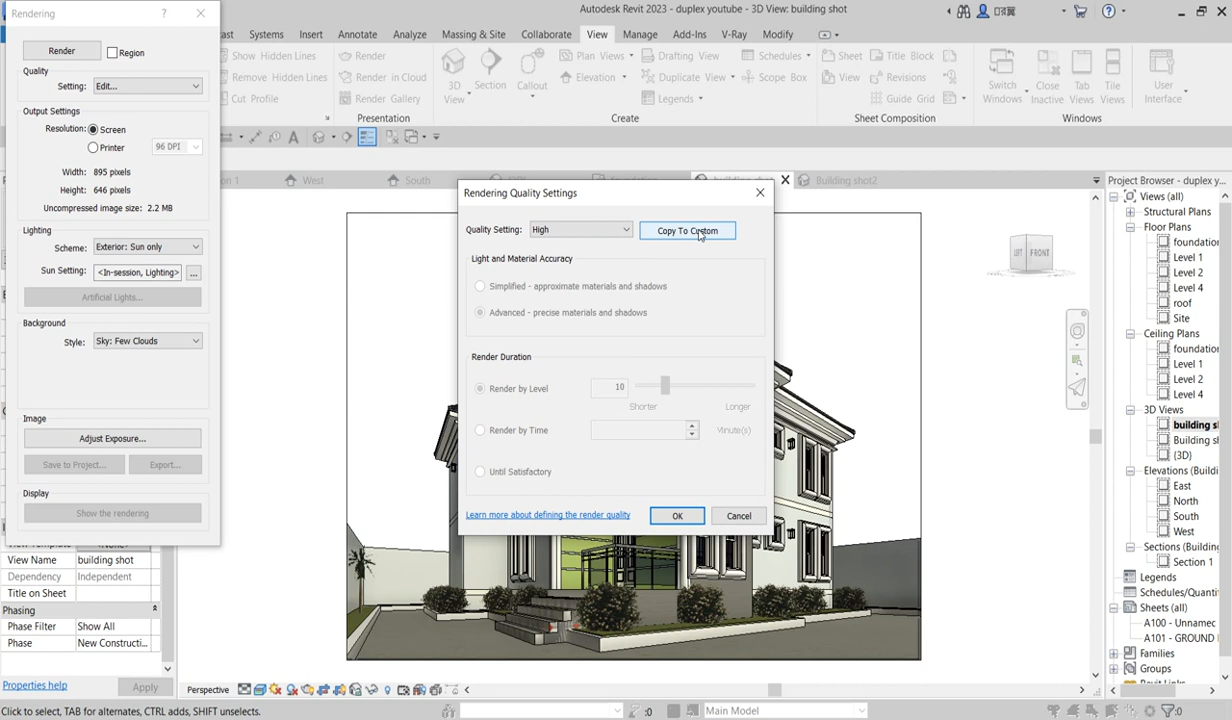 Autodesk Revit 2023 - duplex youtube - 3D View: building shot
Rendering
Render
Region
Quality
Setting: Edit...
Output Settings
Resolution: Screen
Printer
96 DPI
Width: 895 pixels
Height: 646 pixels
Uncompressed image size: 2.2 MB
Lighting
Scheme: Exterior: Sun only
Sun Setting: <In-session, Lighting>
...
Artificial Lights...
Background
Style: Sky: Few Clouds
Image
Adjust Exposure...
Save to Project...
Export...
Display
Show the rendering
Systems
Insert
Annotate
Analyze
Massing & Site
Collaborate
View
Manage
Add-Ins
V-Ray
Modify
Show Hidden Lines
Remove Hidden Lines
Cut Profile
Render
Render in Cloud
Render Gallery
Presentation
3D
View
Section
Callout
Plan Views
Elevation
Drafting View
Duplicate View
Legends
Schedules
Scope Box
Create
Sheet
View
Title Block
Revisions
Guide Grid
Sheet Composition
Switch
Windows
Close
Inactive
Tab
Views
Tile
Views
User
Interface
Windows
West
South
Building shot2
Rendering Quality Settings
Quality Setting: High
Copy To Custom
Light and Material Accuracy
Simplified - approximate materials and shadows
Advanced - precise materials and shadows
Render Duration
Render by Level
10
Shorter
Longer
Render by Time
Minute(s)
Until Satisfactory
Learn more about defining the render quality
OK
Cancel
LEFT
FRONT
Project Browser - duplex y...
Views (all)
Structural Plans
Floor Plans
foundatio
Level 1
Level 2
Level 4
roof
Site
Ceiling Plans
foundatio
Level 1
Level 2
Level 4
3D Views
building sh
Building sh
(3D)
Elevations (Buildi
East
North
South
West
Sections (Building
Section 1
Legends
Schedules/Quanti
Sheets (all)
A100 - Unnamec
A101 - GROUND
Families
Groups
Revit Links
View Name
building shot
Dependency
Independent
Title on Sheet
Phasing
Phase Filter
Show All
Phase
New Constructi...
Properties help
Apply
Perspective
Click to select, TAB for alternates, CTRL adds, SHIFT unselects.
:0
Main Model
:0